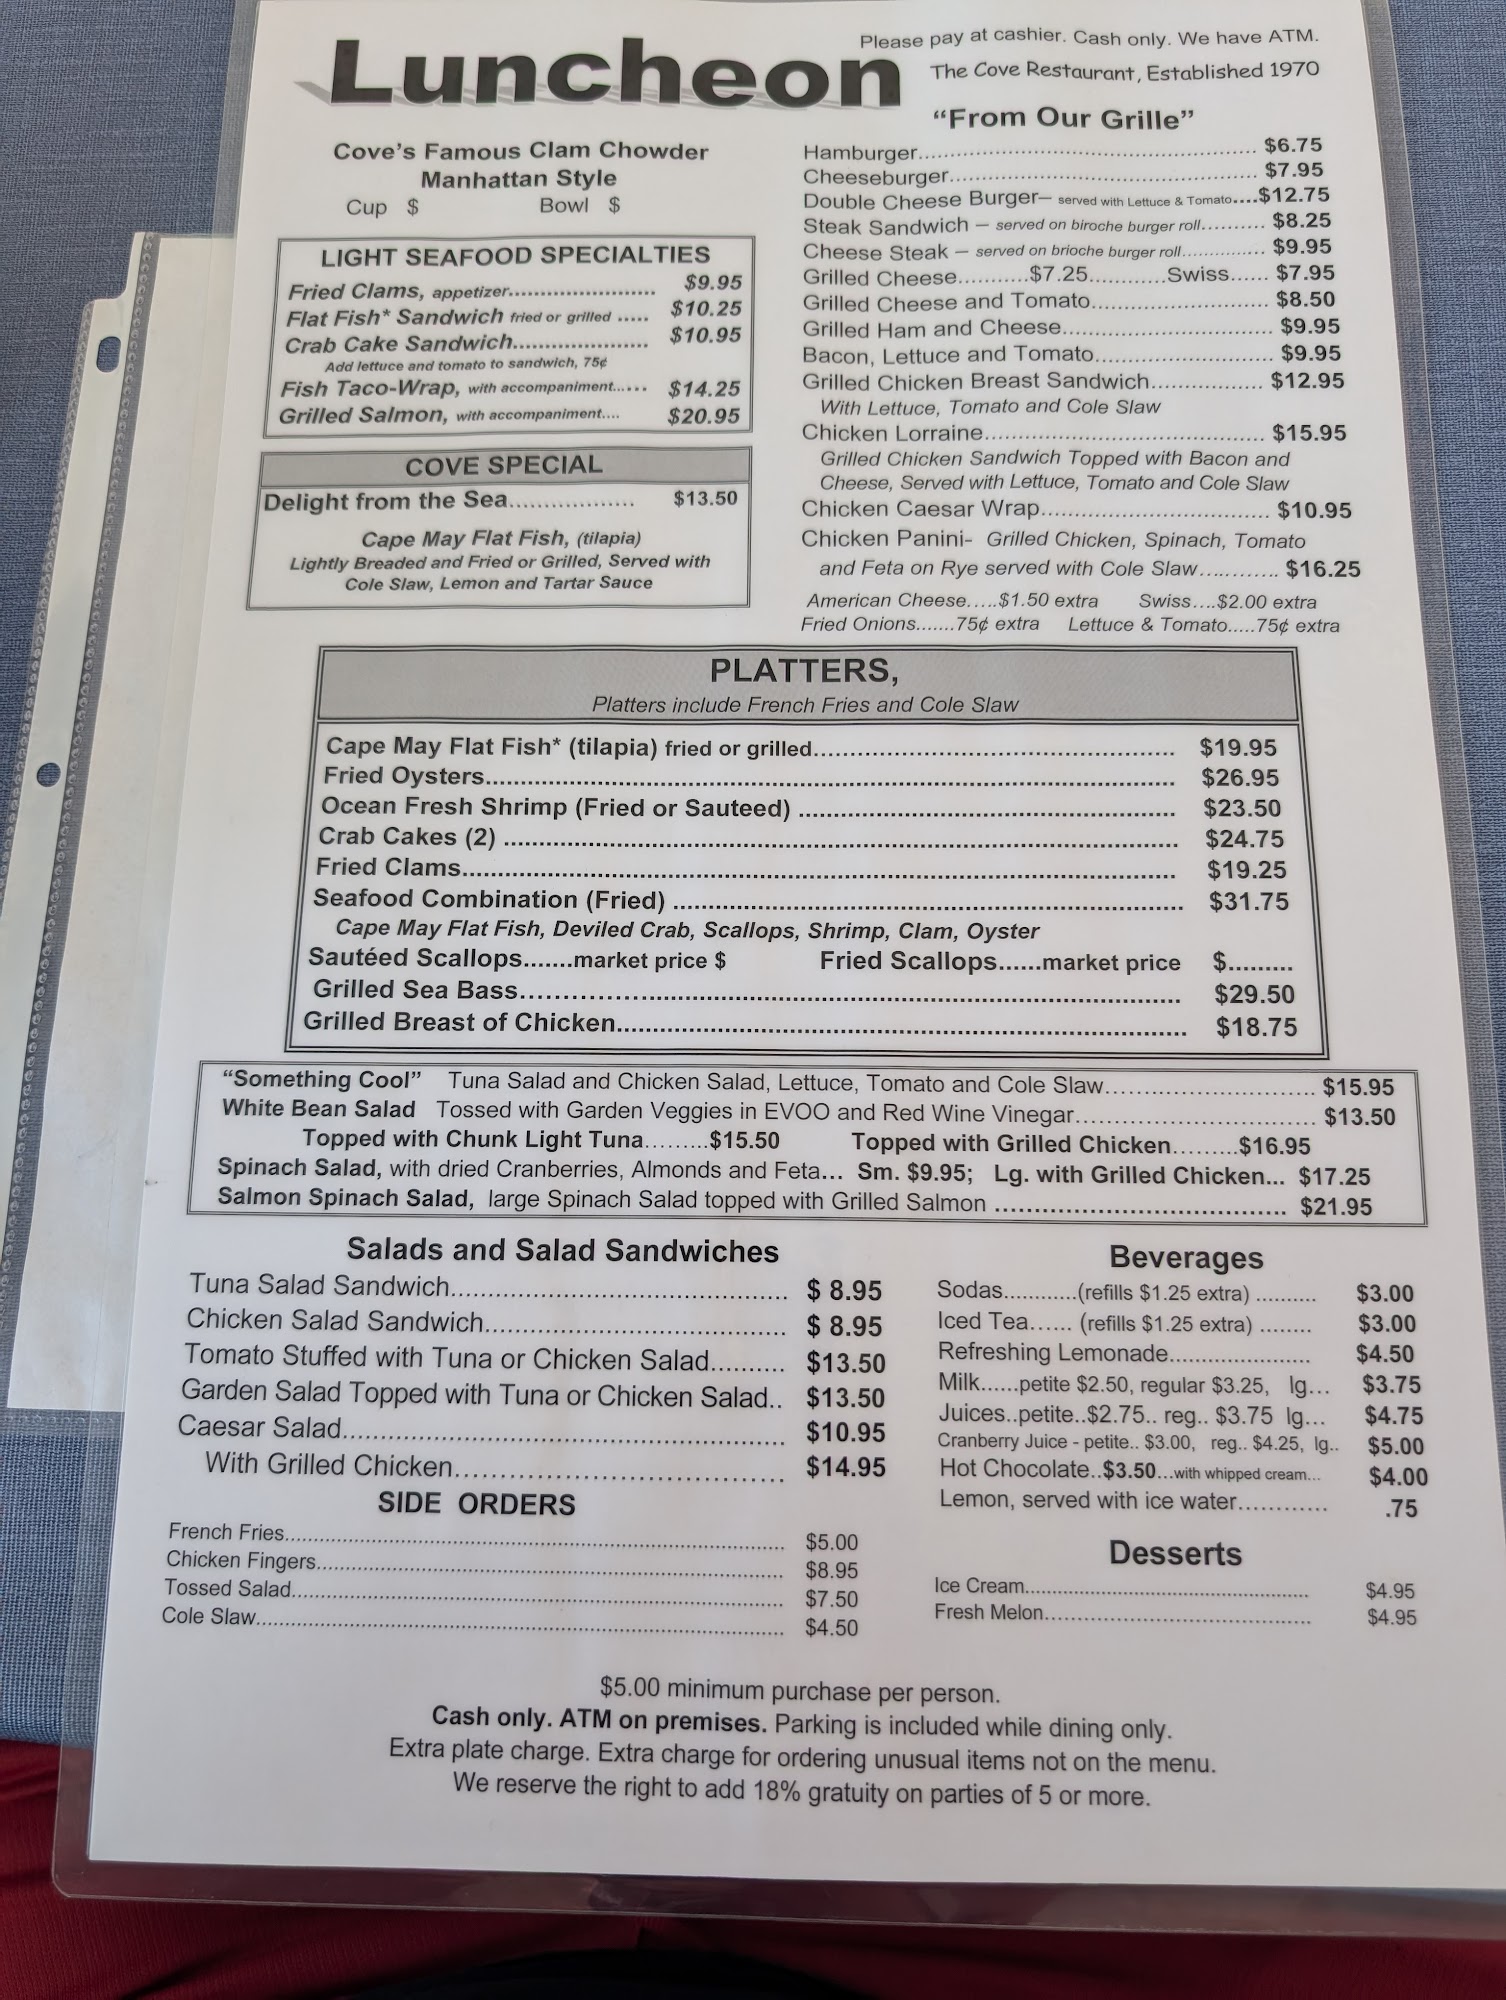 Luncheon
Please pay at cashier. Cash only. We have ATM.
The Cove Restaurant, Established 1970
Cove's Famous Clam Chowder
Manhattan Style
Cup $ Bowl $
LIGHT SEAFOOD SPECIALTIES
Fried Clams, appetizer........................ $9.95
Flat Fish* Sandwich fried or grilled ..... $10.25
Crab Cake Sandwich...................... $10.95
Add lettuce and tomato to sandwich, 75¢
Fish Taco-Wrap, with accompaniment...... $14.25
Grilled Salmon, with accompaniment.... $20.95
COVE SPECIAL
Delight from the Sea.................. $13.50
Cape May Flat Fish, (tilapia)
Lightly Breaded and Fried or Grilled, Served with
Cole Slaw, Lemon and Tartar Sauce
"From Our Grille"
Hamburger.................................................... $6.75
Cheeseburger............................................... $7.95
Double Cheese Burger– served with Lettuce & Tomato....$12.75
Steak Sandwich – served on biroche burger roll.......... $8.25
Cheese Steak – served on brioche burger roll.............. $9.95
Grilled Cheese..........$7.25...........Swiss...... $7.95
Grilled Cheese and Tomato.......................... $8.50
Grilled Ham and Cheese............................... $9.95
Bacon, Lettuce and Tomato.......................... $9.95
Grilled Chicken Breast Sandwich................. $12.95
With Lettuce, Tomato and Cole Slaw
Chicken Lorraine.......................................... $15.95
Grilled Chicken Sandwich Topped with Bacon and
Cheese, Served with Lettuce, Tomato and Cole Slaw
Chicken Caesar Wrap.................................. $10.95
Chicken Panini- Grilled Chicken, Spinach, Tomato
and Feta on Rye served with Cole Slaw............ $16.25
American Cheese.....$1.50 extra Swiss....$2.00 extra
Fried Onions.......75¢ extra Lettuce & Tomato.....75¢ extra
PLATTERS,
Platters include French Fries and Cole Slaw
Cape May Flat Fish* (tilapia) fried or grilled.................................................. $19.95
Fried Oysters.................................................................................................. $26.95
Ocean Fresh Shrimp (Fried or Sauteed) ..................................................... $23.50
Crab Cakes (2) ............................................................................................... $24.75
Fried Clams.................................................................................................... $19.25
Seafood Combination (Fried) ........................................................................ $31.75
Cape May Flat Fish, Deviled Crab, Scallops, Shrimp, Clam, Oyster
Sautéed Scallops.......market price $ Fried Scallops......market price $.........
Grilled Sea Bass............................................................................................ $29.50
Grilled Breast of Chicken................................................................................ $18.75
"Something Cool" Tuna Salad and Chicken Salad, Lettuce, Tomato and Cole Slaw.............................. $15.95
White Bean Salad Tossed with Garden Veggies in EVOO and Red Wine Vinegar.................................. $13.50
Topped with Chunk Light Tuna.........$15.50 Topped with Grilled Chicken.........$16.95
Spinach Salad, with dried Cranberries, Almonds and Feta... Sm. $9.95; Lg. with Grilled Chicken... $17.25
Salmon Spinach Salad, large Spinach Salad topped with Grilled Salmon ..................................... $21.95
Salads and Salad Sandwiches
Tuna Salad Sandwich............................................... $ 8.95
Chicken Salad Sandwich.......................................... $ 8.95
Tomato Stuffed with Tuna or Chicken Salad.......... $13.50
Garden Salad Topped with Tuna or Chicken Salad.. $13.50
Caesar Salad............................................................ $10.95
With Grilled Chicken............................................... $14.95
SIDE ORDERS
French Fries.................................................................................... $5.00
Chicken Fingers.............................................................................. $8.95
Tossed Salad.................................................................................. $7.50
Cole Slaw........................................................................................ $4.50
Beverages
Sodas............(refills $1.25 extra) .......... $3.00
Iced Tea...... (refills $1.25 extra) ........ $3.00
Refreshing Lemonade....................... $4.50
Milk......petite $2.50, regular $3.25, lg... $3.75
Juices..petite..$2.75.. reg.. $3.75 lg... $4.75
Cranberry Juice - petite.. $3.00, reg.. $4.25, lg.. $5.00
Hot Chocolate..$3.50...with whipped cream... $4.00
Lemon, served with ice water............ .75
Desserts
Ice Cream.................................................... $4.95
Fresh Melon................................................. $4.95
$5.00 minimum purchase per person.
Cash only. ATM on premises. Parking is included while dining only.
Extra plate charge. Extra charge for ordering unusual items not on the menu.
We reserve the right to add 18% gratuity on parties of 5 or more.